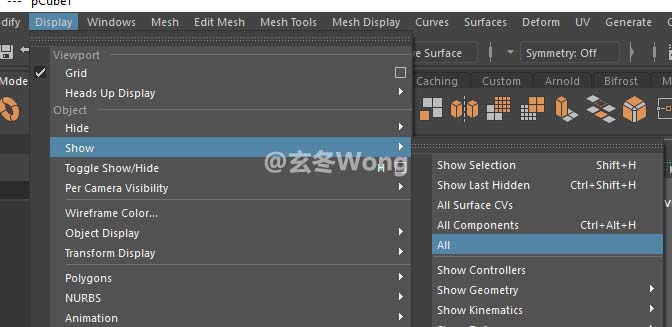 --- pCube1
dify Display Windows Mesh Edit Mesh Mesh Tools Mesh Display Curves Surfaces Deform UV Generate
Viewport
ve Surface Symmetry: Off
Mode
Grid
Caching Custom Arnold Bifrost M
Heads Up Display
Object
Hide
Show
@玄冬Wong
Toggle Show/Hide H
Show Selection Shift+H
Per Camera Visibility
Show Last Hidden Ctrl+Shift+H
All Surface CVs
Wireframe Color...
All Components Ctrl+Alt+H
Object Display
All
Transform Display
Show Controllers
Polygons
Show Geometry
NURBS
Show Kinematics
Animation